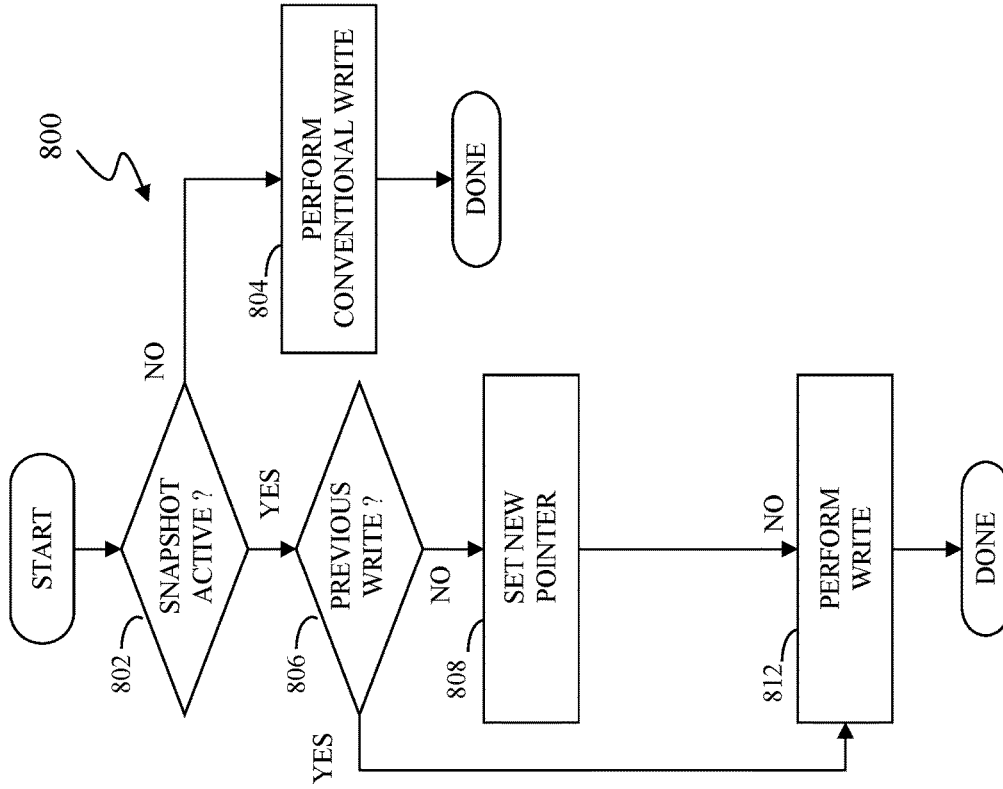 800
START
802
SNAPSHOT
ACTIVE ?
NO
YES
804
PERFORM
CONVENTIONAL WRITE
DONE
806
PREVIOUS
WRITE ?
YES
NO
808
SET NEW
POINTER
NO
812
PERFORM
WRITE
DONE